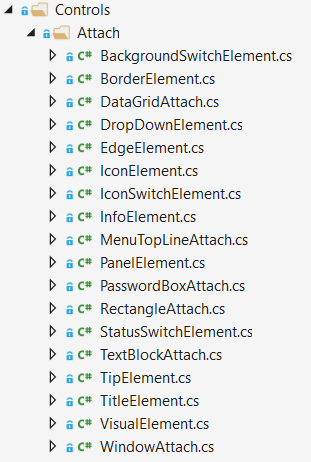 Controls
Attach
C# BackgroundSwitchElement.cs
C# BorderElement.cs
C# DataGridAttach.cs
C# DropDownElement.cs
C# EdgeElement.cs
C# IconElement.cs
C# IconSwitchElement.cs
C# InfoElement.cs
C# MenuTopLineAttach.cs
C# PanelElement.cs
C# PasswordBoxAttach.cs
C# RectangleAttach.cs
C# StatusSwitchElement.cs
C# TextBlockAttach.cs
C# TipElement.cs
C# TitleElement.cs
C# VisualElement.cs
C# WindowAttach.cs